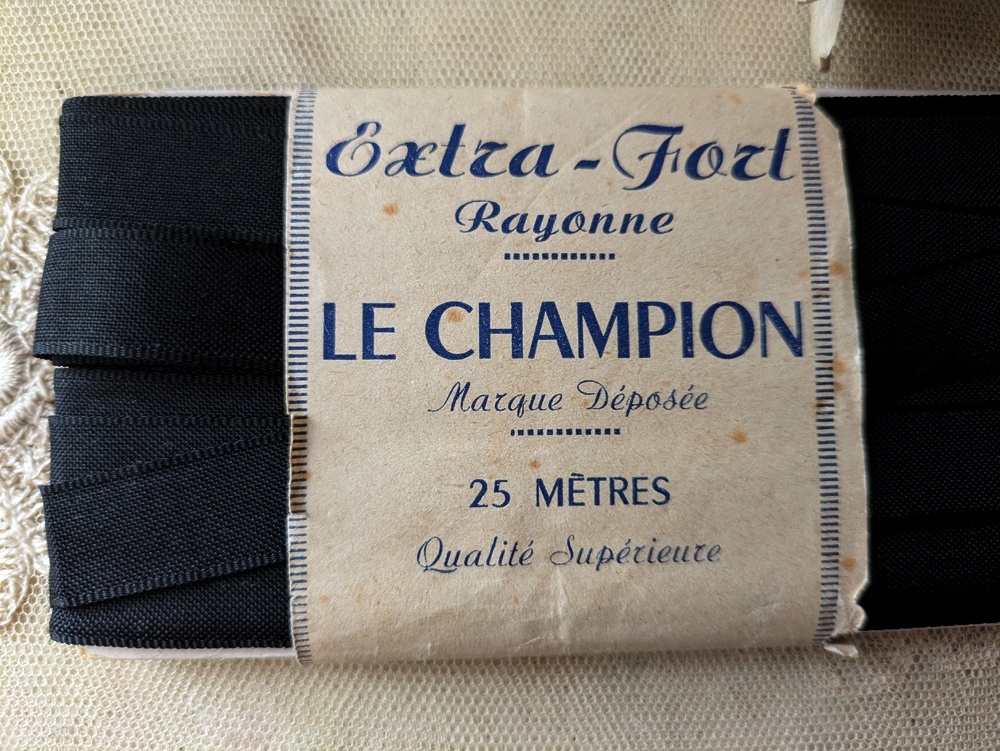 Extra-Fort
Rayonne
LE CHAMPION
Marque Déposée
25 MÈTRES
Qualité Supérieure